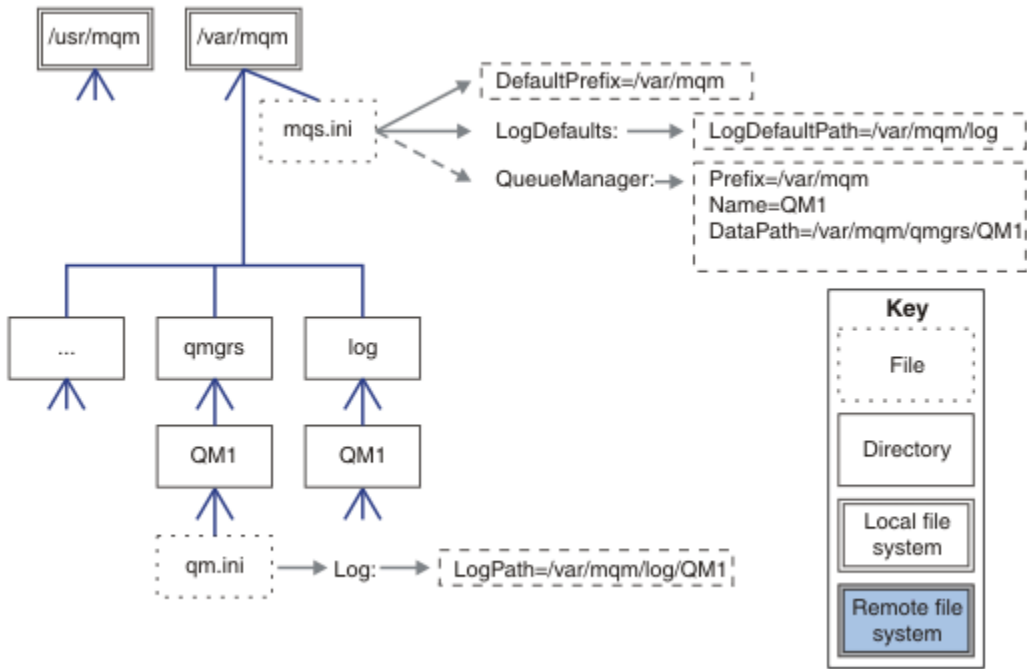 /usr/mqm
/var/mqm
mqs.ini
DefaultPrefix=/var/mqm
LogDefaults:
LogDefaultPath=/var/mqm/log
QueueManager:
Prefix=/var/mqm
Name=QM1
DataPath=/var/mqm/qmgrs/QM1
...
qmgrs
log
QM1
QM1
qm.ini
Log:
LogPath=/var/mqm/log/QM1
Key
File
Directory
Local file
system
Remote file
system